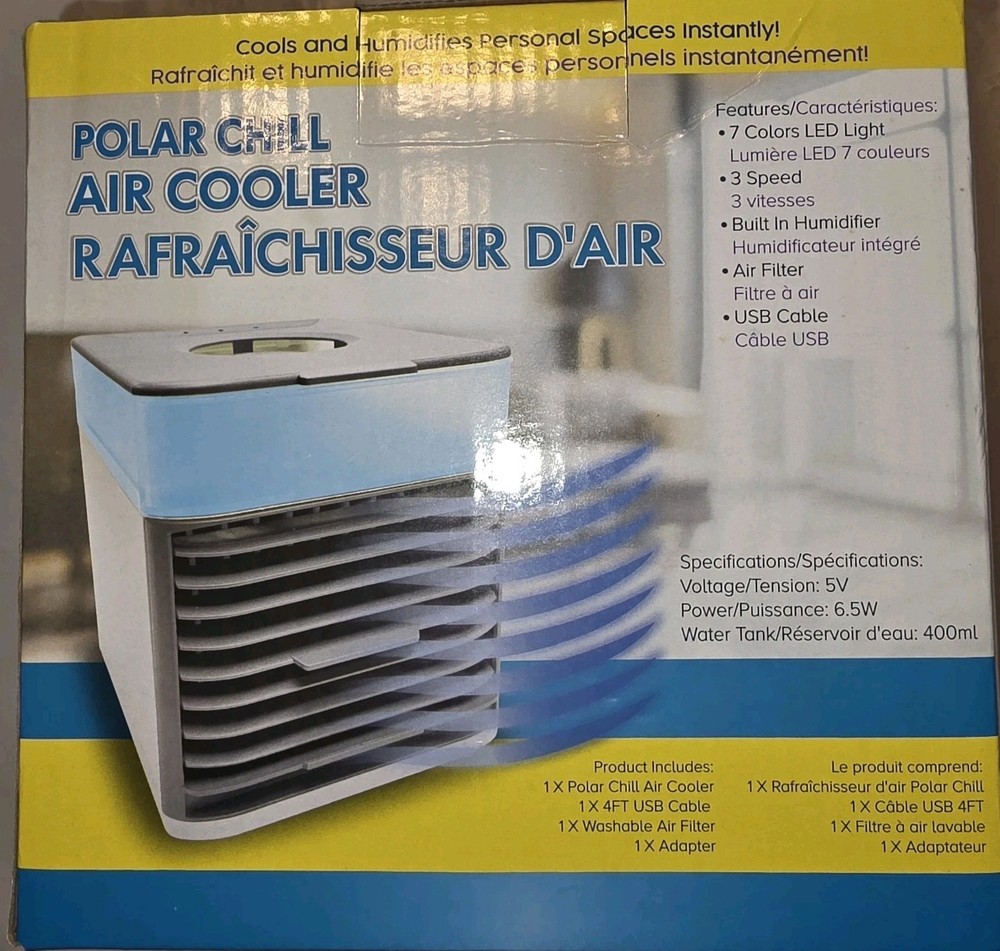 Cools and Humidifies Personal Spaces Instantly!
Rafraîchit et humidifie les espaces personnels instantanément!
POLAR CHILL
AIR COOLER
RAFRAÎCHISSEUR D'AIR
Features/Caractéristiques:
• 7 Colors LED Light
Lumière LED 7 couleurs
• 3 Speed
3 vitesses
• Built In Humidifier
Humidificateur intégré
• Air Filter
Filtre à air
• USB Cable
Câble USB
Specifications/Spécifications:
Voltage/Tension: 5V
Power/Puissance: 6.5W
Water Tank/Réservoir d'eau: 400ml
Product Includes:
1 X Polar Chill Air Cooler
1 X 4FT USB Cable
1 X Washable Air Filter
1 X Adapter
Le produit comprend:
1 X Rafraîchisseur d'air Polar Chill
1 X Câble USB 4FT
1 X Filtre à air lavable
1 X Adaptateur